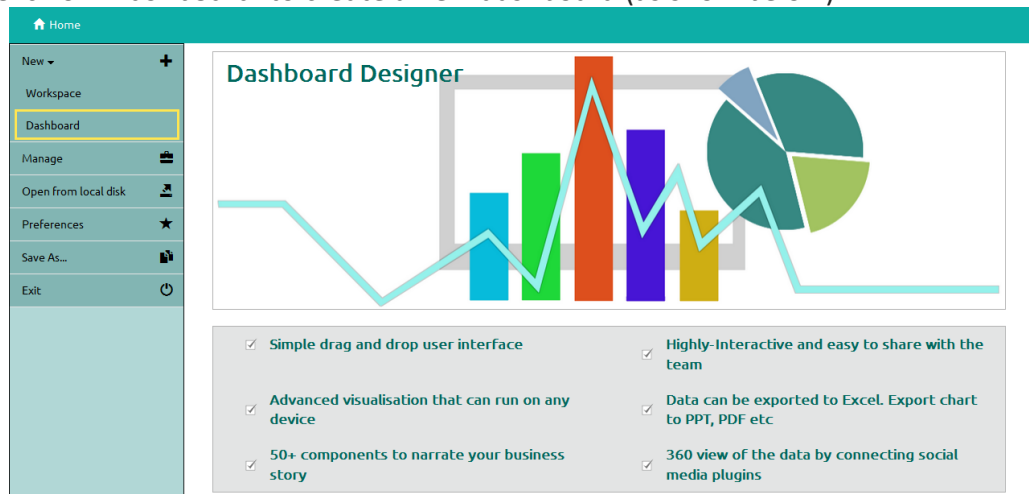 Home
New
Workspace
Dashboard
Manage
Open from local disk
Preferences
Save As...
Exit
Dashboard Designer
Simple drag and drop user interface
Highly-Interactive and easy to share with the
team
Advanced visualisation that can run on any
device
Data can be exported to Excel. Export chart
to PPT, PDF etc
50+ components to narrate your business
story
360 view of the data by connecting social
media plugins